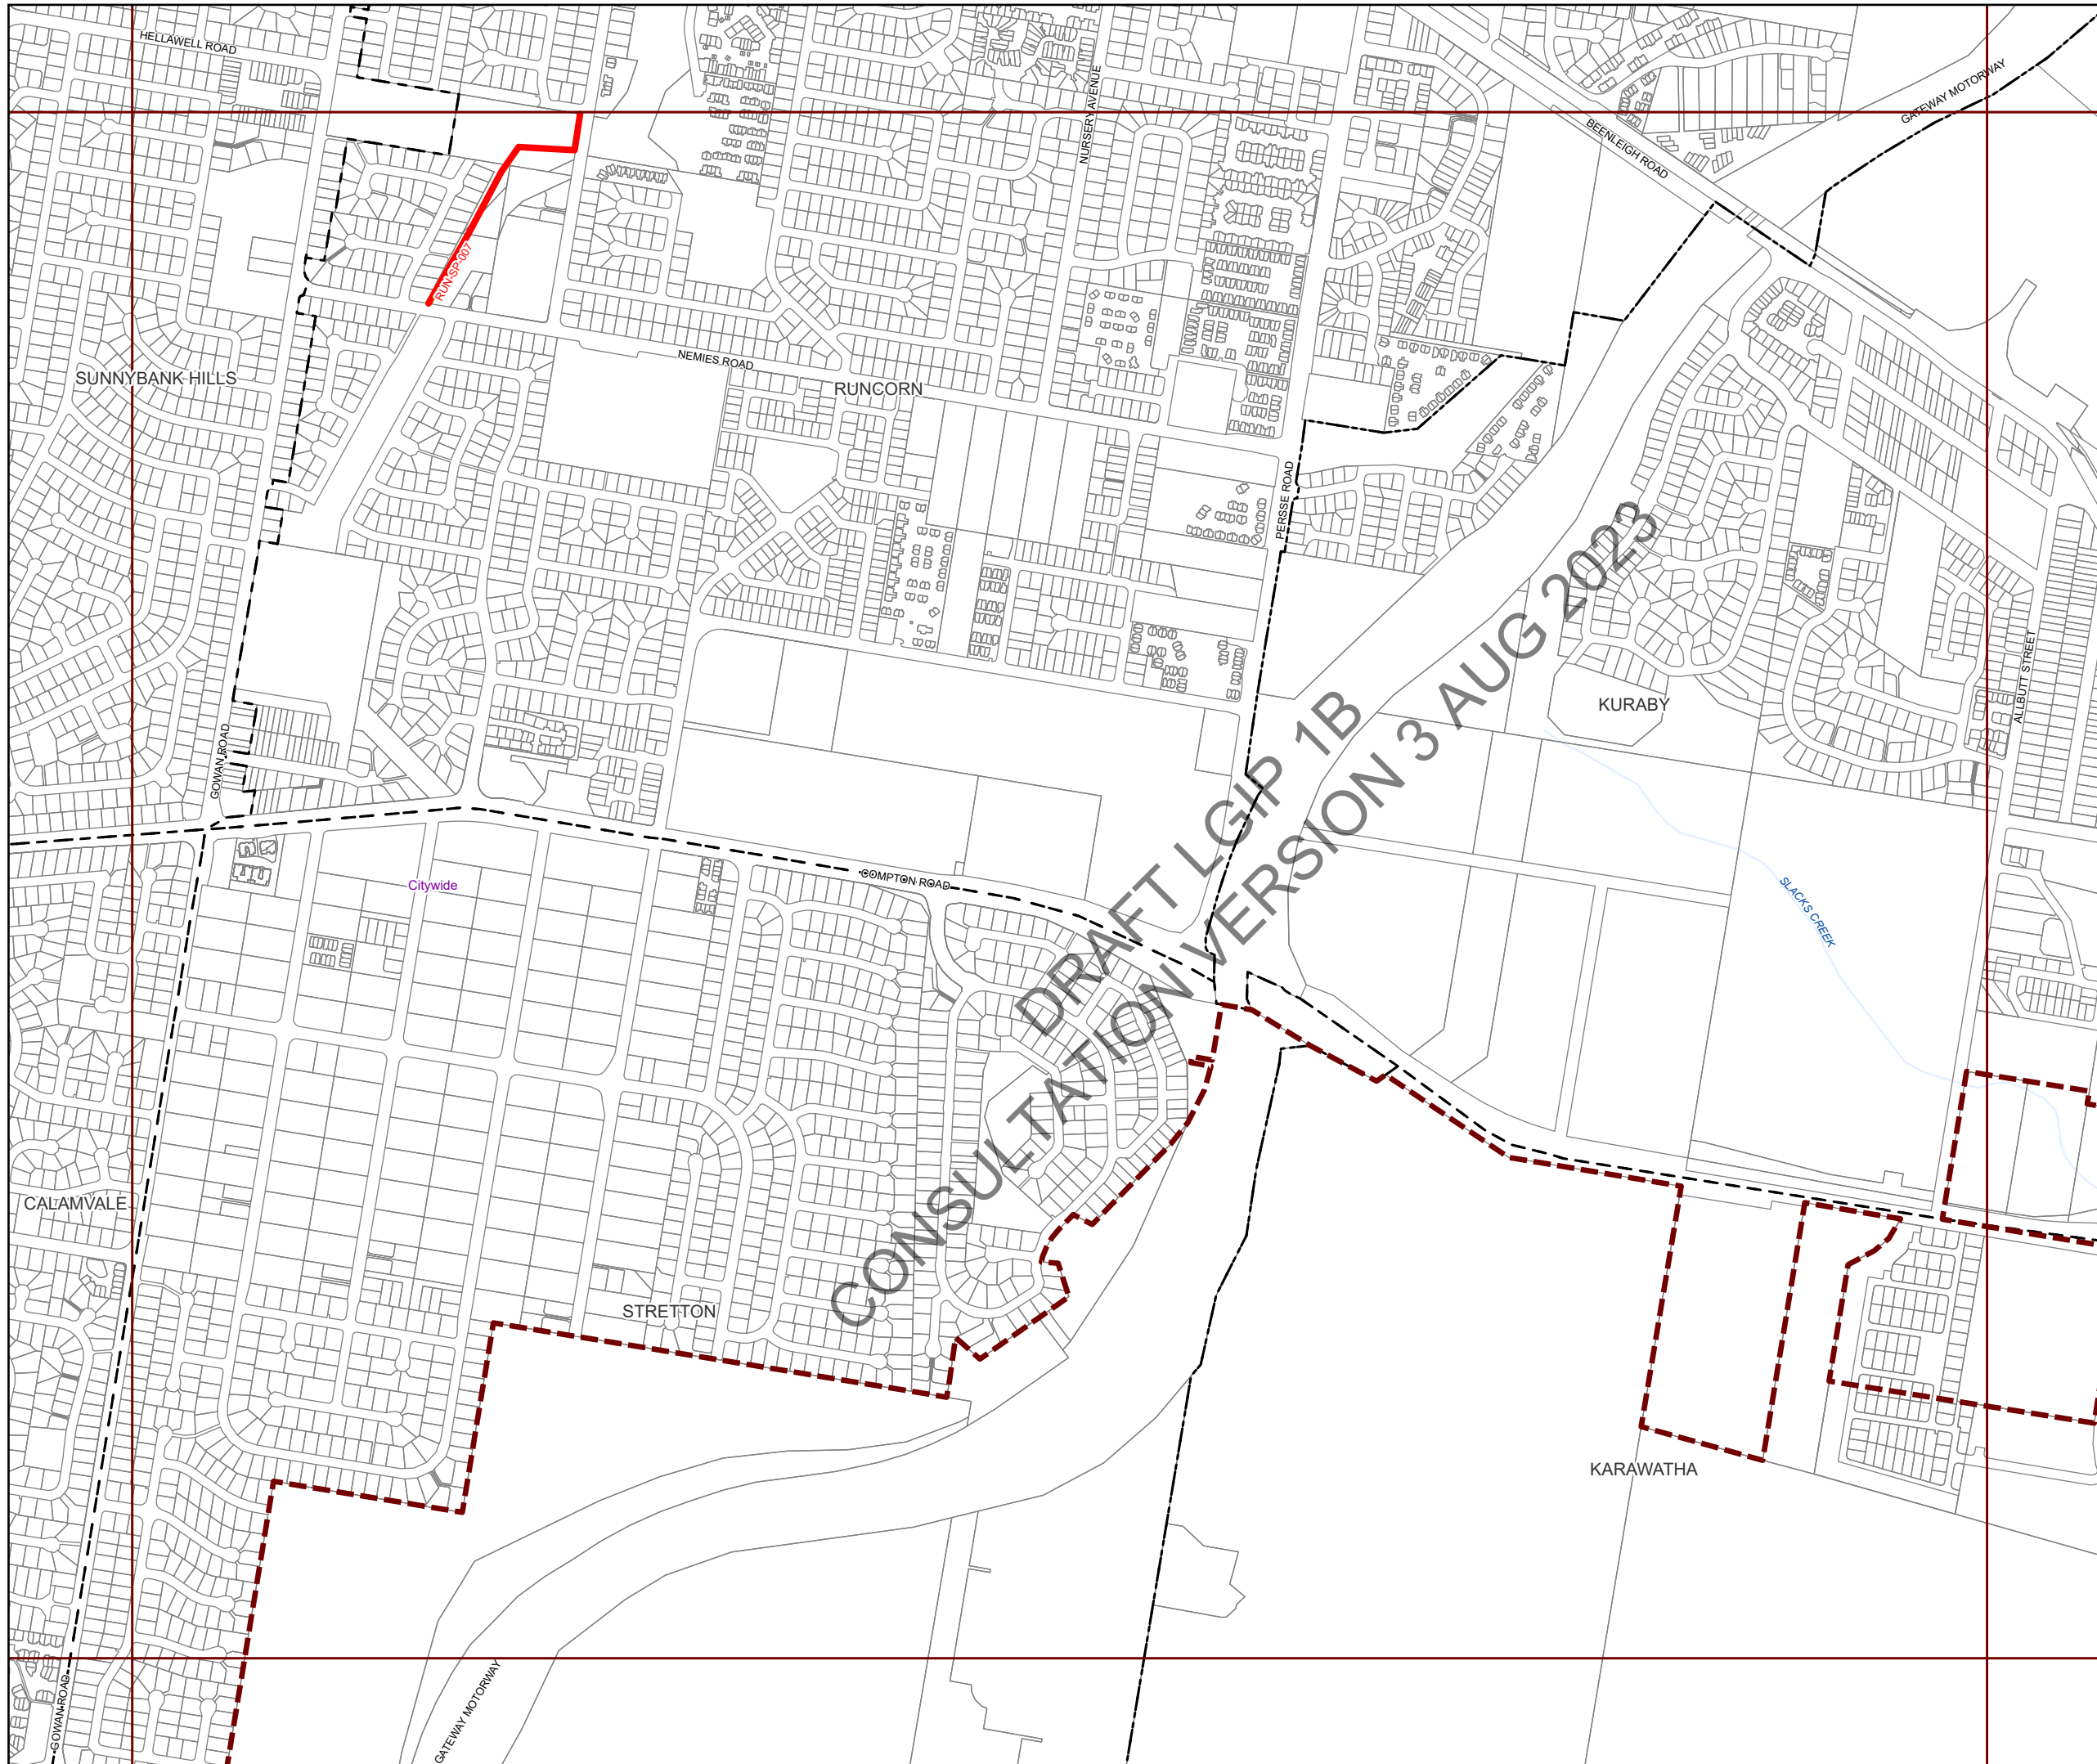 HELLAWELL ROAD
GATEWAY MOTORWAY
NURSERY AVENUE
BEENLEIGH ROAD
RUN-SP-007
NEMIES ROAD
SUNNYBANK HILLS
RUNCORN
PERSSE ROAD
ALLBUTT STREET
KURABY
GOWAN ROAD
COMPTON ROAD
Citywide
SLACKS CREEK
DRAFT LGIP 1B
CONSULTATION VERSION 3 AUG 2023
CALAMVALE
STRETTON
KARAWATHA
GOWAN ROAD
GATEWAY MOTORWAY